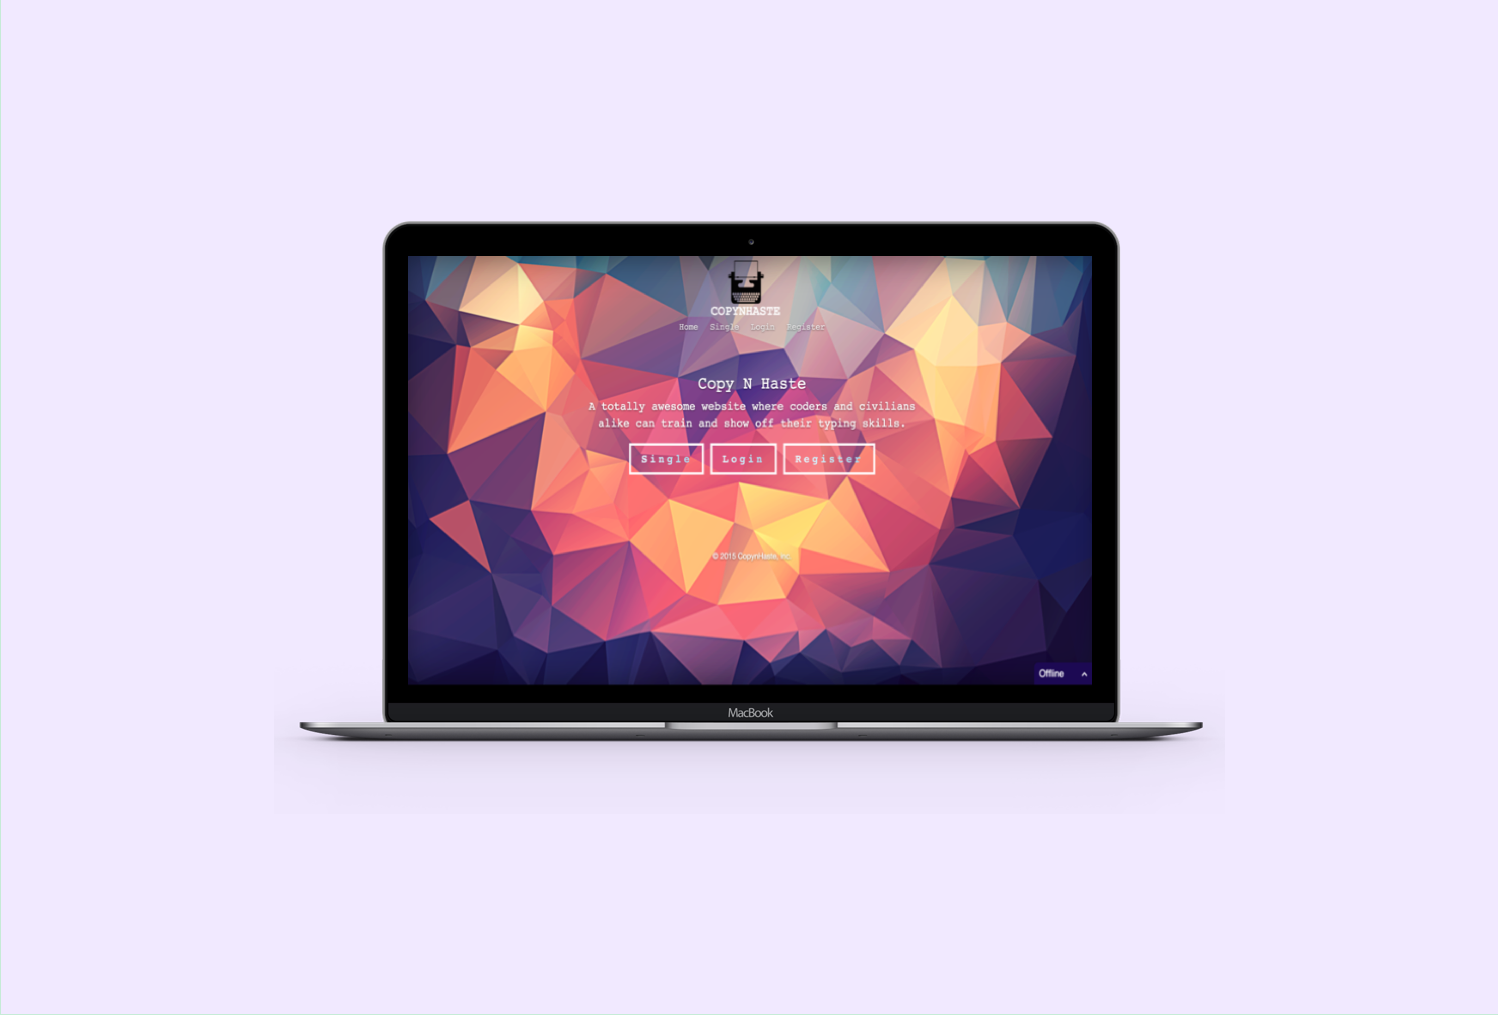 COPYNHASTE
Home Single Login Register
Copy N Haste
A totally awesome website where coders and civilians
alike can train and show off their typing skills.
Single Login Register
© 2015 CopynHaste, Inc.
Offline
MacBook